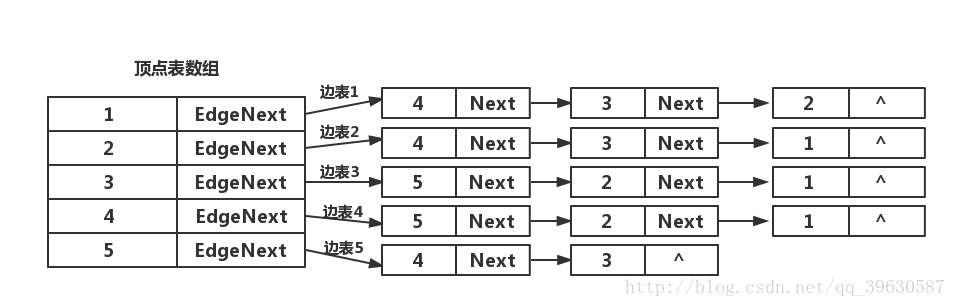 顶点表数组
1 EdgeNext 边表1 4 Next 3 Next 2 ^
2 EdgeNext 边表2 4 Next 3 Next 1 ^
3 EdgeNext 边表3 5 Next 2 Next 1 ^
4 EdgeNext 边表4 5 Next 2 Next 1 ^
5 EdgeNext 边表5 4 Next 3 ^
http://blog.csdn.net/qq_39630587